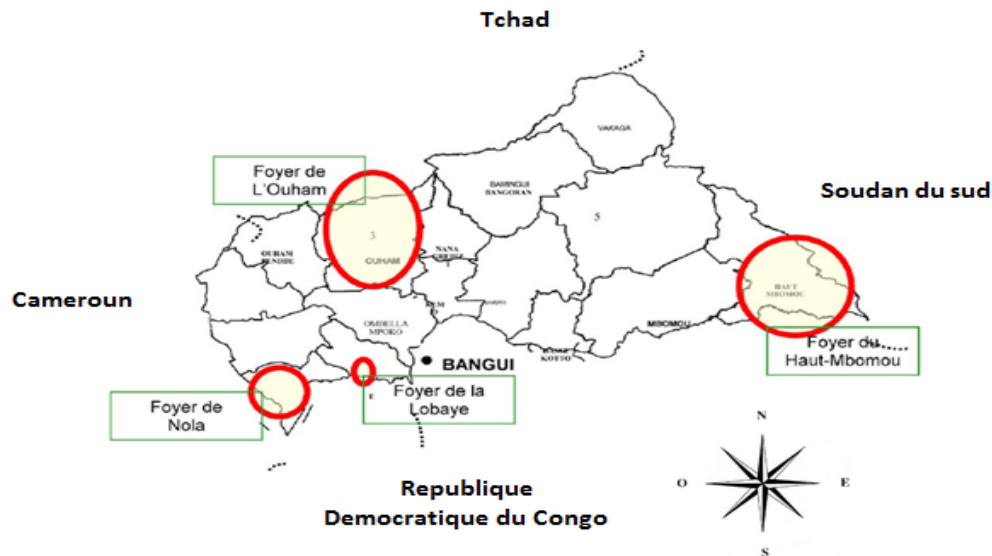 Tchad
VAKAGA
BAMINGUI
BANGORAN
Foyer de
L'Ouham
Soudan du sud
5
3
OUHAM
PENDDE
OUHAM
NANA
Cameroun
HAUT
MBOMOU
OMBELLA
MPOKO
MBOMOU
BANGUI
KOTTO
Foyer du
Haut-Mbomou
Foyer de la
Lobaye
E
Foyer de
Nola
N
O
E
S
Republique
Democratique du Congo